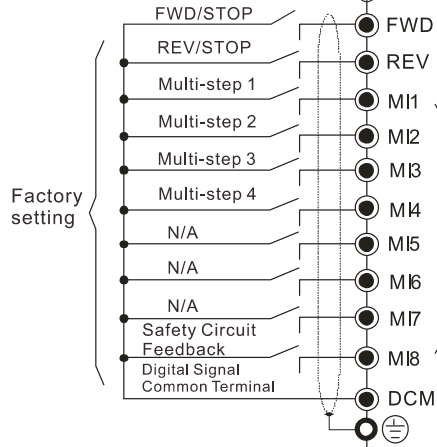 FWD/STOP
FWD
REV/STOP
REV
Multi-step 1
MI1
Multi-step 2
MI2
Multi-step 3
MI3
Multi-step 4
MI4
Factory
setting
N/A
MI5
N/A
MI6
N/A
MI7
Safety Circuit
Feedback
MI8
Digital Signal
Common Terminal
DCM